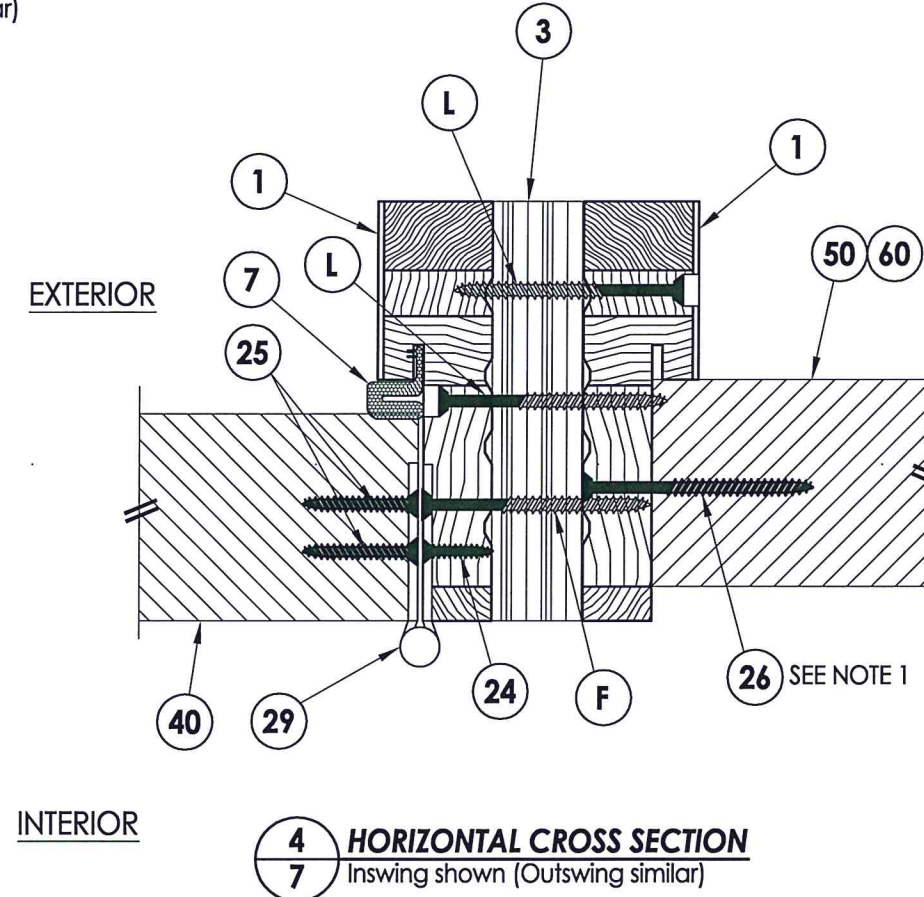 ar)
3
L
1
1
L
50 60
EXTERIOR
7
25
26 SEE NOTE 1
24
F
40
29
INTERIOR
4 HORIZONTAL CROSS SECTION
7 Inswing shown (Outswing similar)